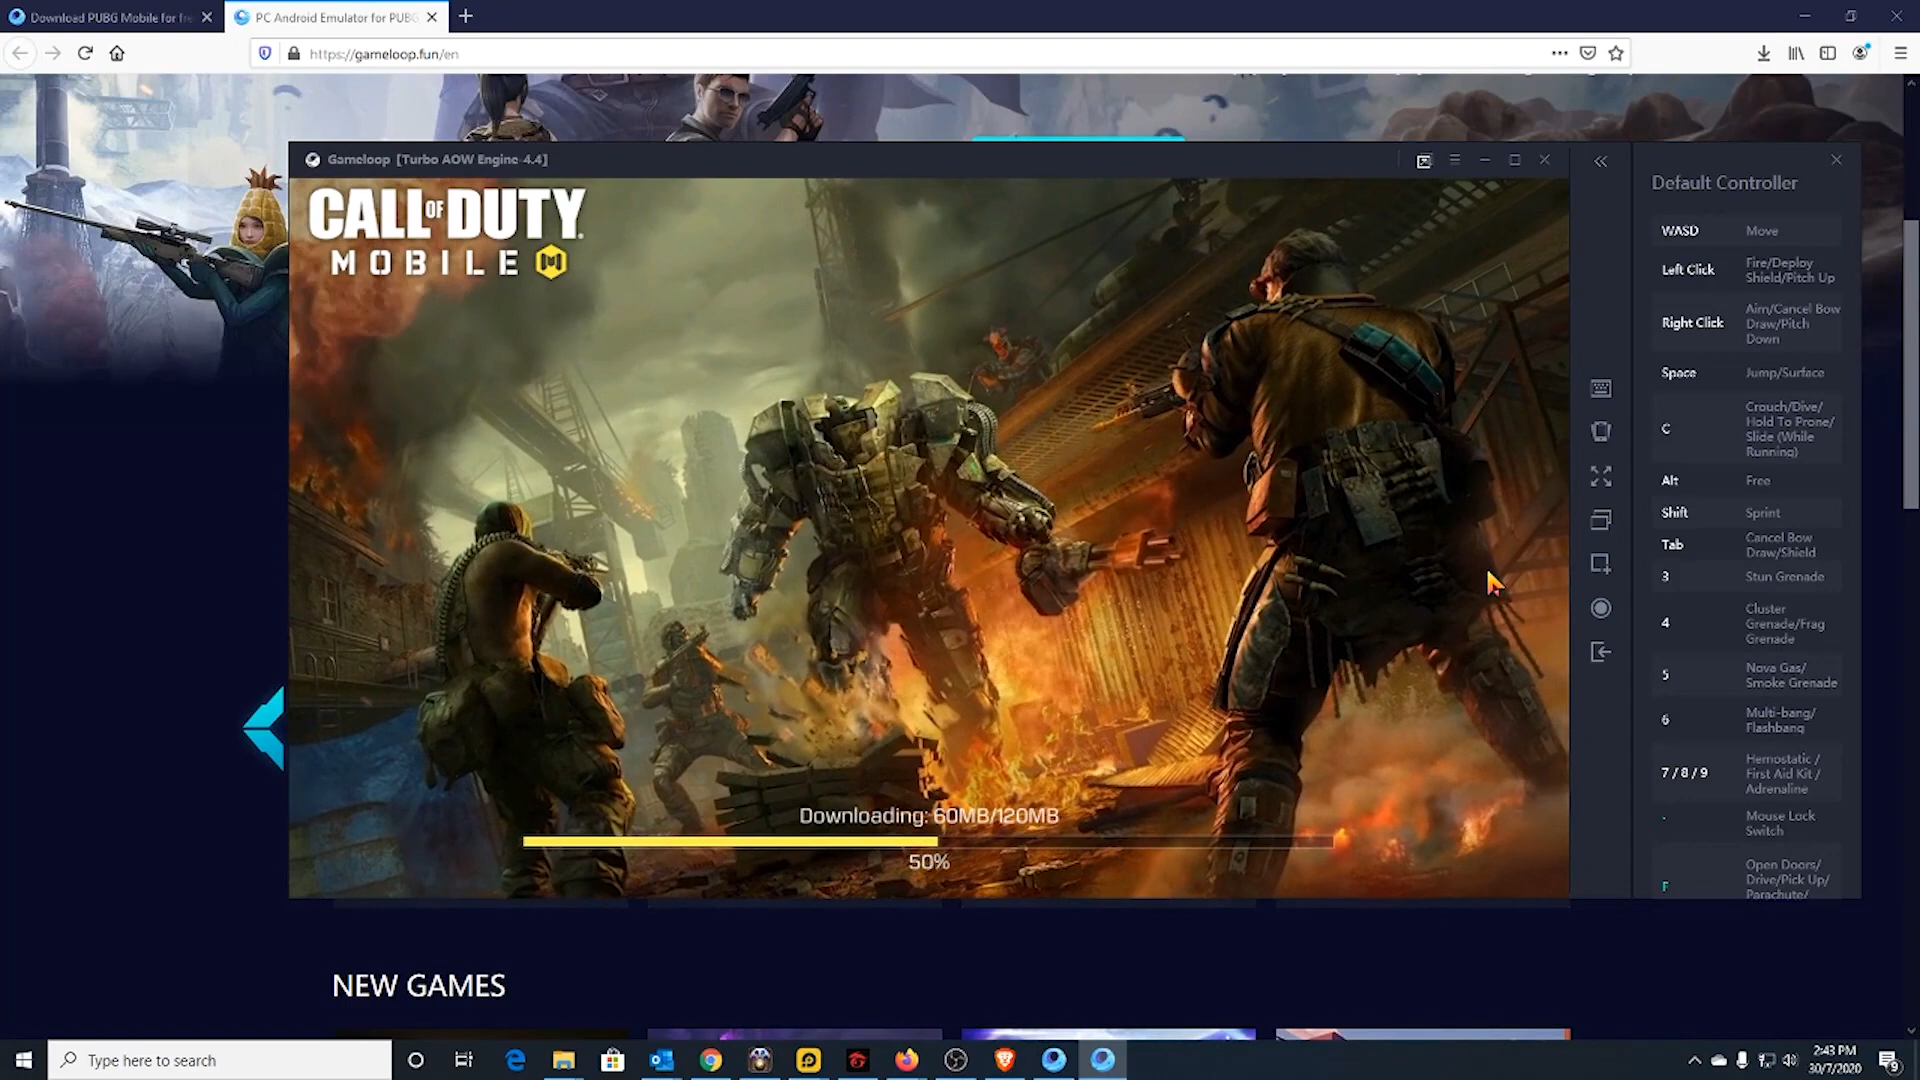 Download PUBG Mobile for fre
PC Android Emulator for PUBG
https://gameloop.fun/en
Gameloop [Turbo AOW Engine-4.4]
CALL OF DUTY
MOBILE
Downloading: 60MB/120MB
50%
Default Controller
WASD Move
Left Click Fire/Deploy
Shield/Pitch Up
Right Click Aim/Cancel Bow
Draw/Pitch
Down
Space Jump/Surface
C Crouch/Dive/
Hold To Prone/
Slide (While
Running)
Alt Free
Shift Sprint
Tab Cancel Bow
Draw/Shield
3 Stun Grenade
4 Cluster
Grenade/Frag
Grenade
5 Nova Gas/
Smoke Grenade
6 Multi-bang/
Flashbang
7 / 8 / 9 Hemostatic /
First Aid Kit /
Adrenaline
Mouse Lock
Switch
F Open Doors/
Drive/Pick Up/
Parachute/
NEW GAMES
Type here to search
2:43 PM
30/7/2020
9